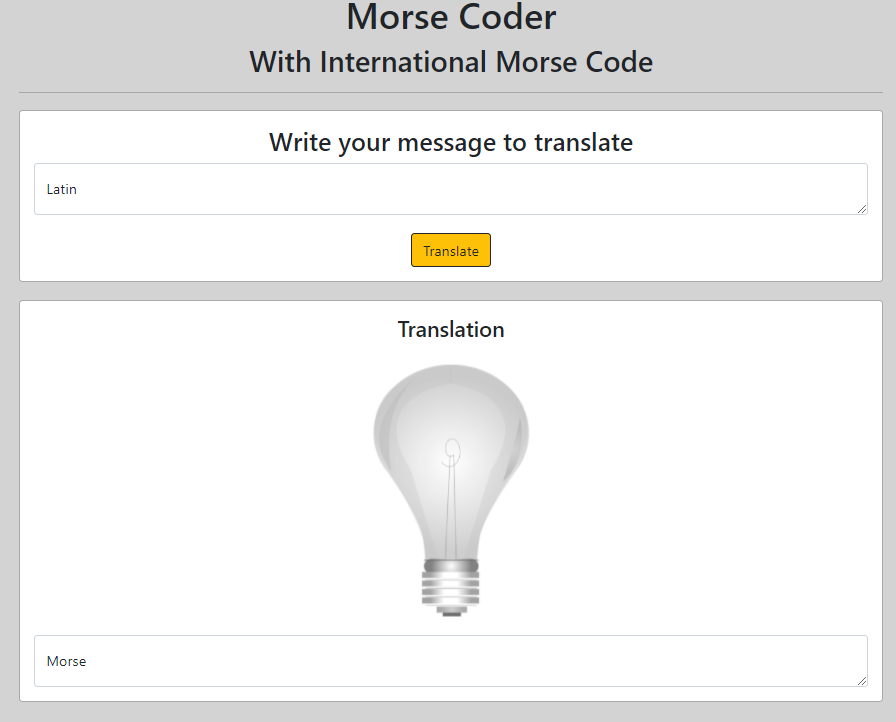 Morse Coder
With International Morse Code
Write your message to translate
Latin
Translate
Translation
Morse